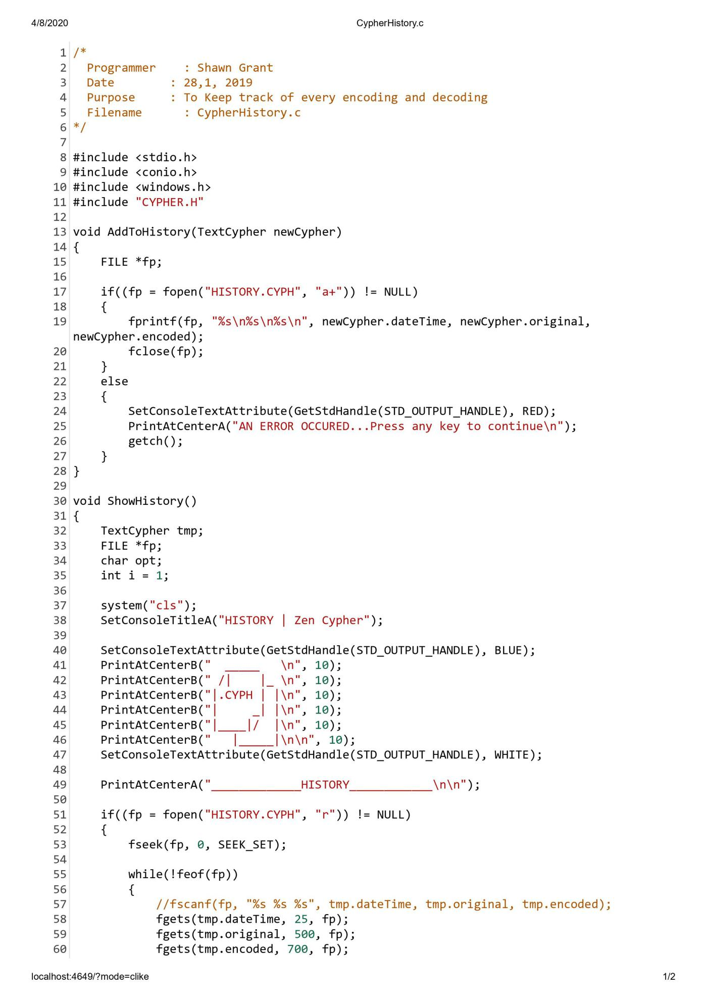 4/8/2020 CypherHistory.c
1 /*
2   Programmer    : Shawn Grant
3   Date        : 28,1, 2019
4   Purpose     : To Keep track of every encoding and decoding
5   Filename      : CypherHistory.c
6 */
7
8 #include <stdio.h>
9 #include <conio.h>
10 #include <windows.h>
11 #include "CYPHER.H"
12
13 void AddToHistory(TextCypher newCypher)
14 {
15     FILE *fp;
16
17     if((fp = fopen("HISTORY.CYPH", "a+")) != NULL)
18     {
19         fprintf(fp, "%s\n%s\n%s\n", newCypher.dateTime, newCypher.original,
newCypher.encoded);
20         fclose(fp);
21     }
22     else
23     {
24         SetConsoleTextAttribute(GetStdHandle(STD_OUTPUT_HANDLE), RED);
25         PrintAtCenterA("AN ERROR OCCURED...Press any key to continue\n");
26         getch();
27     }
28 }
29
30 void ShowHistory()
31 {
32     TextCypher tmp;
33     FILE *fp;
34     char opt;
35     int i = 1;
36
37     system("cls");
38     SetConsoleTitleA("HISTORY | Zen Cypher");
39
40     SetConsoleTextAttribute(GetStdHandle(STD_OUTPUT_HANDLE), BLUE);
41     PrintAtCenterB("  _____   \n", 10);
42     PrintAtCenterB(" /|    |_ \n", 10);
43     PrintAtCenterB("|.CYPH | |\n", 10);
44     PrintAtCenterB("|     _| |\n", 10);
45     PrintAtCenterB("|____|/  |\n", 10);
46     PrintAtCenterB("   |_____|\n\n", 10);
47     SetConsoleTextAttribute(GetStdHandle(STD_OUTPUT_HANDLE), WHITE);
48
49     PrintAtCenterA("_____________HISTORY____________\n\n");
50
51     if((fp = fopen("HISTORY.CYPH", "r")) != NULL)
52     {
53         fseek(fp, 0, SEEK_SET);
54
55         while(!feof(fp))
56         {
57             //fscanf(fp, "%s %s %s", tmp.dateTime, tmp.original, tmp.encoded);
58             fgets(tmp.dateTime, 25, fp);
59             fgets(tmp.original, 500, fp);
60             fgets(tmp.encoded, 700, fp);
localhost:4649/?mode=clike 1/2